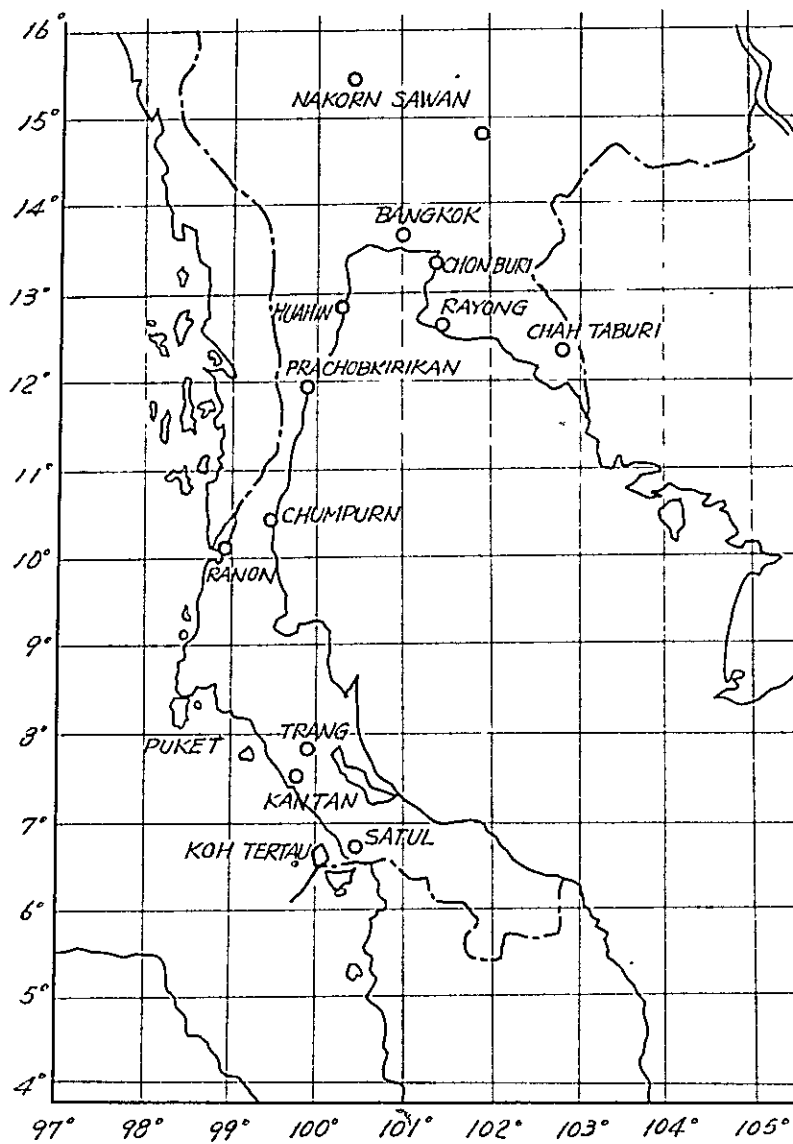 16°
NAKORN SAWAN
15°
14°
BANGKOK
CHONBURI
13°
HUAHIN
RAYONG
CHAH TABURI
PRACHOBKIRIKAN
12°
11°
CHUMPURN
10°
RANON
9°
8°
PUKET
TRANG
KANTAN
7°
KOH TERTAU
SATUL
6°
5°
4°
97° 98° 99° 100° 101° 102° 103° 104° 105°